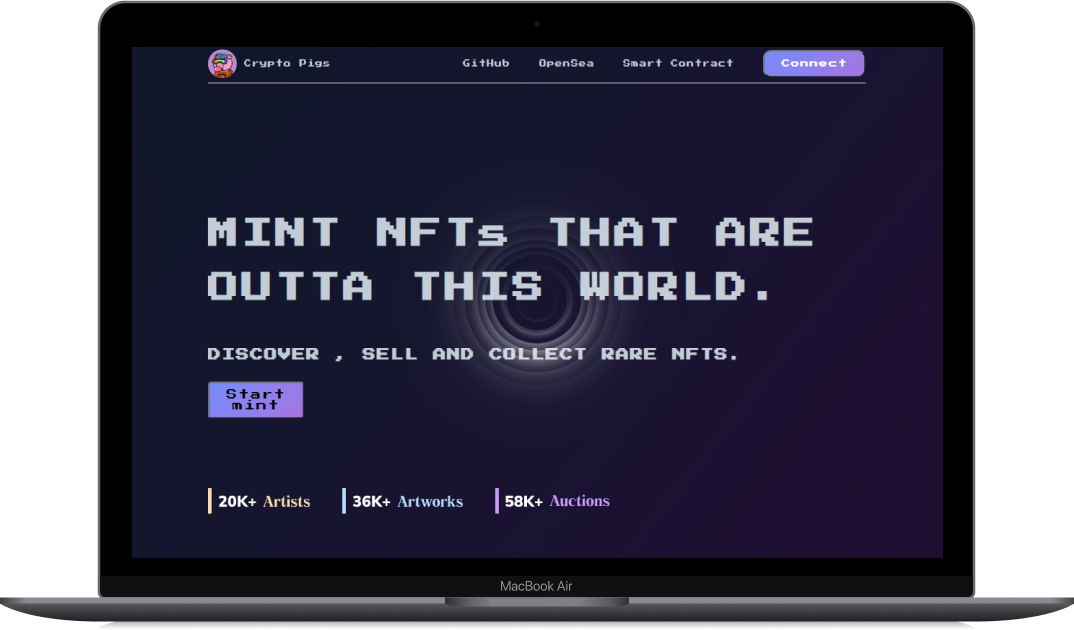 Crypto Pigs GitHub OpenSea Smart Contract Connect
MINT NFTs THAT ARE
OUTTA THIS WORLD.
DISCOVER , SELL AND COLLECT RARE NFTS.
Start
mint
20K+ Artists 36K+ Artworks 58K+ Auctions
MacBook Air